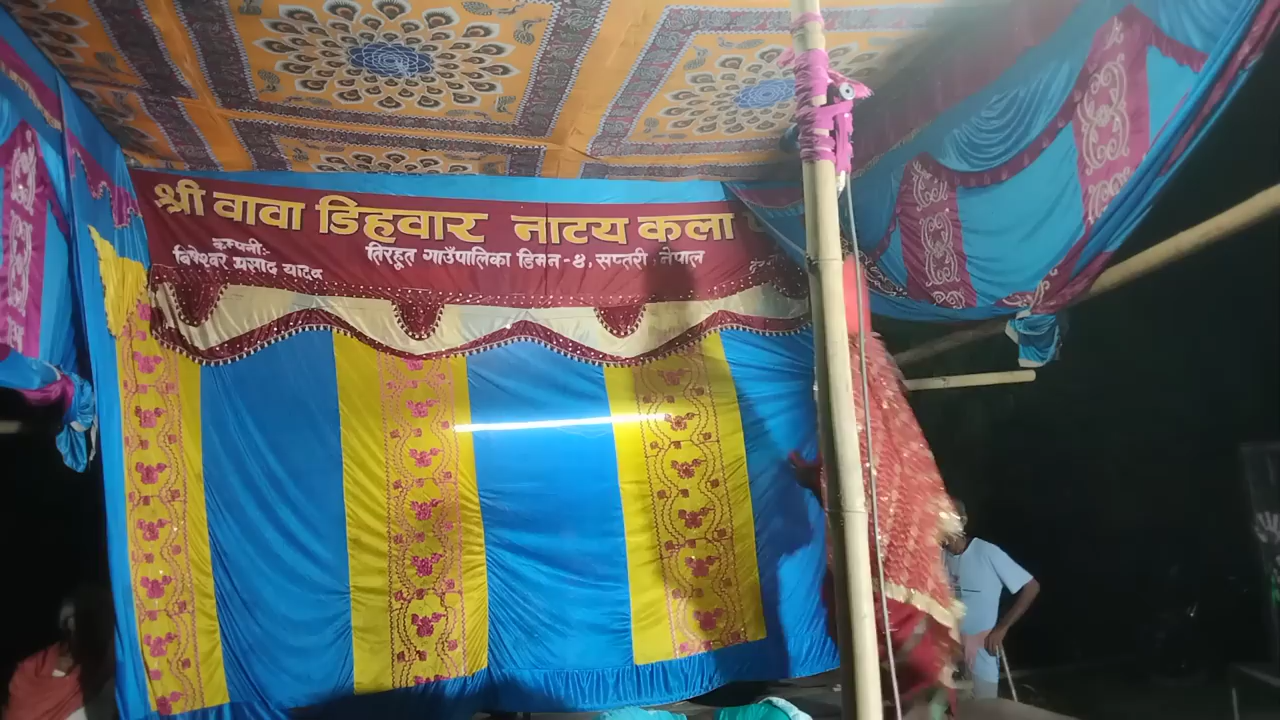 श्री वावा डिहवार नाटय कला
कम्पनी:-
बिषेश्वर प्रसाद यादव
तिरहूत गाउँपालिका डिमन-४, सप्तरी, नेपाल